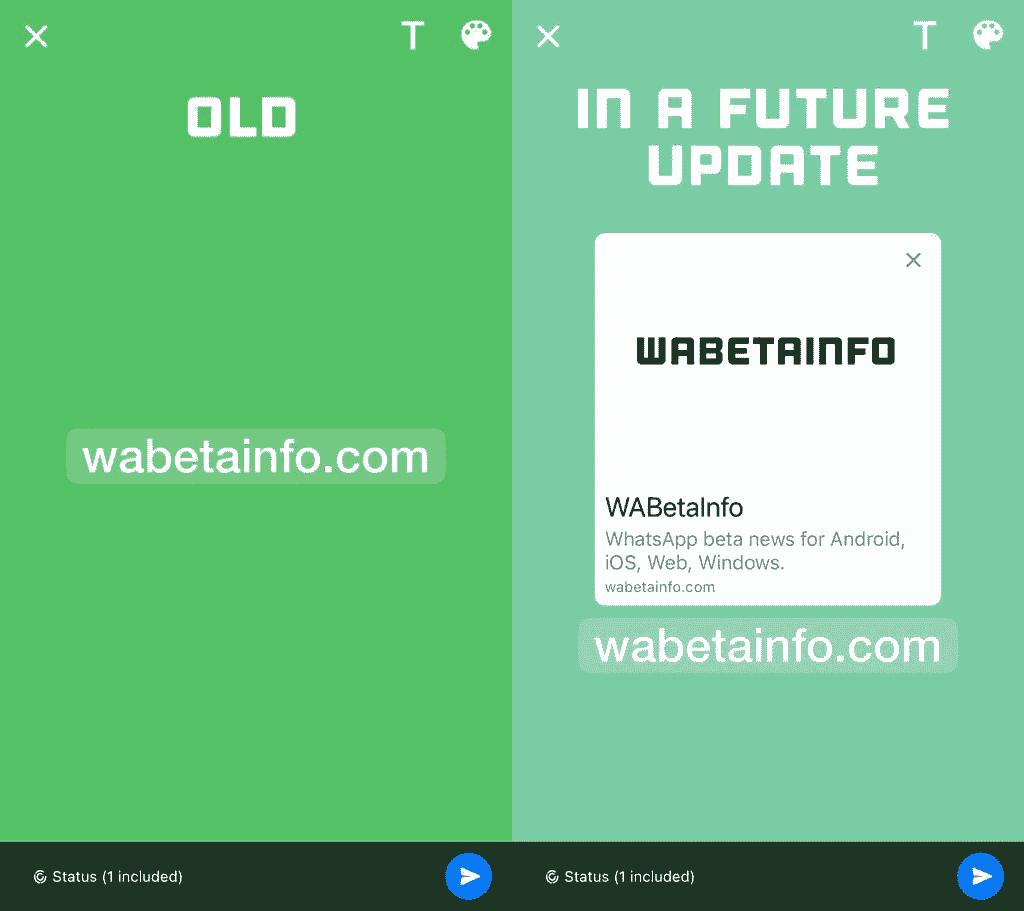 T
OLD
wabetainfo.com
Status (1 included)
T
IN A FUTURE
UPDATE
WABETAINFO
WABetaInfo
WhatsApp beta news for Android,
iOS, Web, Windows.
wabetainfo.com
wabetainfo.com
Status (1 included)